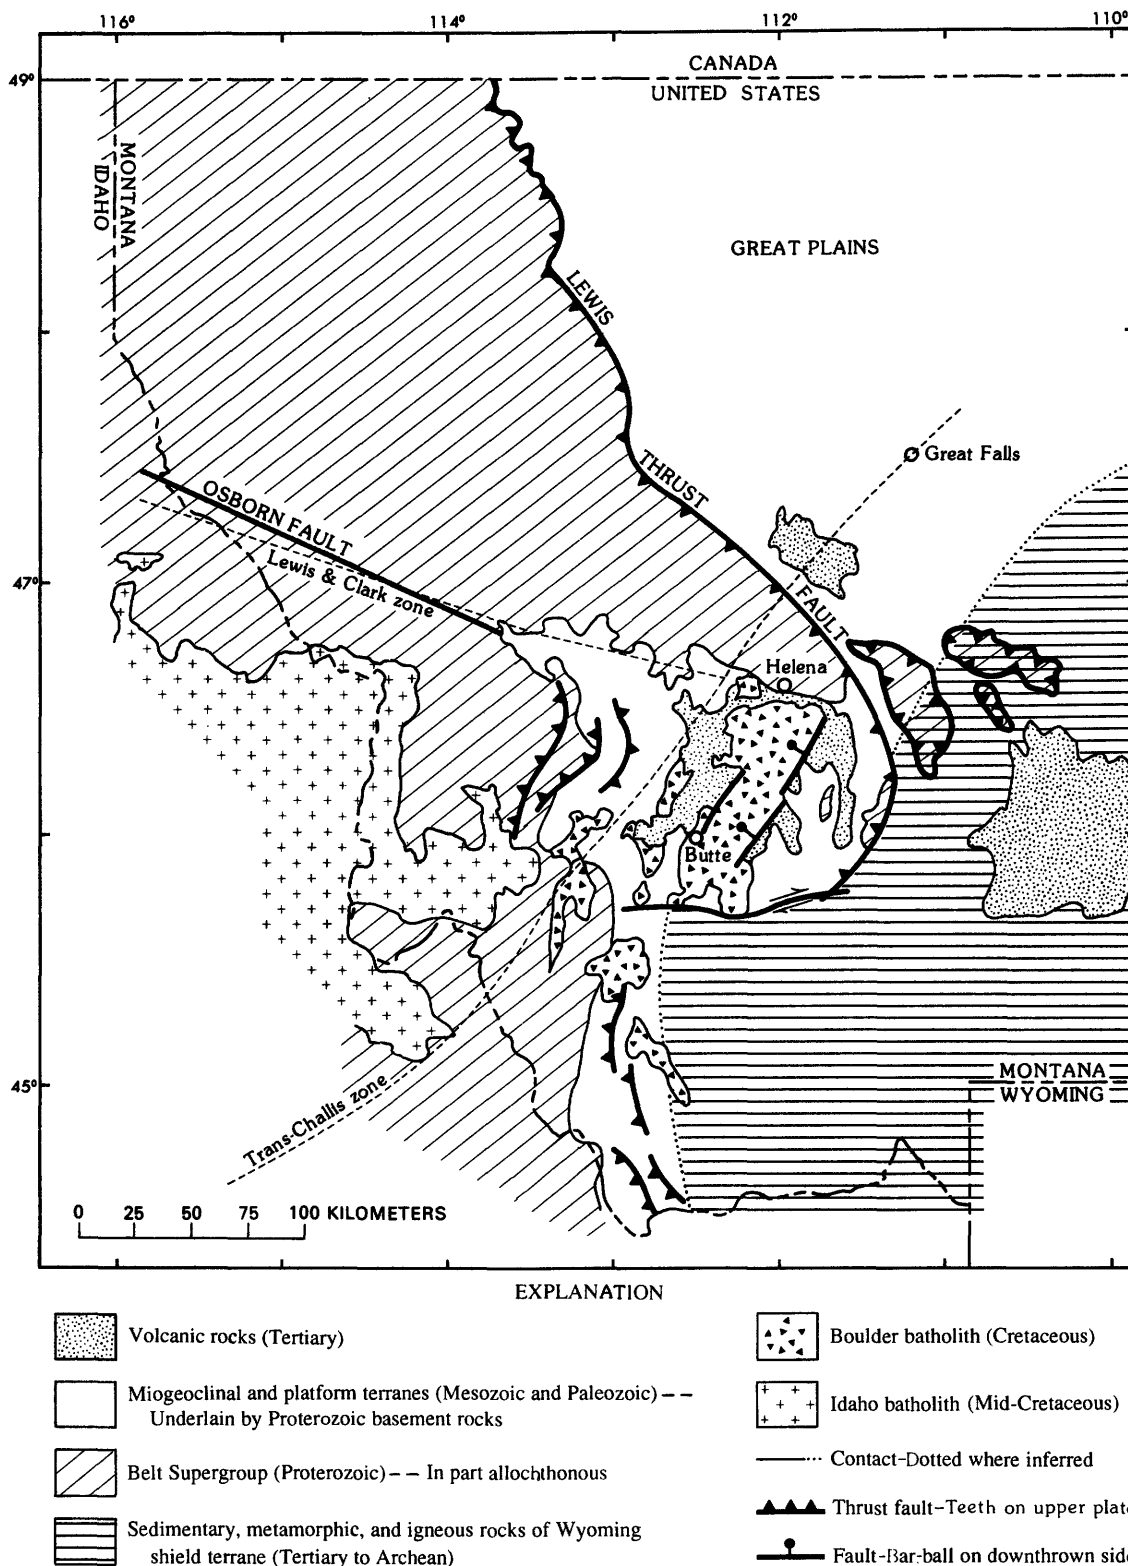 116°
114°
112°
110°
49°
CANADA
UNITED STATES
MONTANA
IDAHO
GREAT PLAINS
LEWIS
THRUST
FAULT
Great Falls
OSBORN FAULT
Lewis & Clark zone
47°
Helena
Butte
45°
MONTANA
WYOMING
Trans-Challis zone
0 25 50 75 100 KILOMETERS
EXPLANATION
Volcanic rocks (Tertiary)
Miogeoclinal and platform terranes (Mesozoic and Paleozoic) — —
Underlain by Proterozoic basement rocks
Belt Supergroup (Proterozoic) — — In part allochthonous
Sedimentary, metamorphic, and igneous rocks of Wyoming
shield terrane (Tertiary to Archean)
Boulder batholith (Cretaceous)
Idaho batholith (Mid-Cretaceous)
Contact-Dotted where inferred
Thrust fault-Teeth on upper plate
Fault-Bar-ball on downthrown side